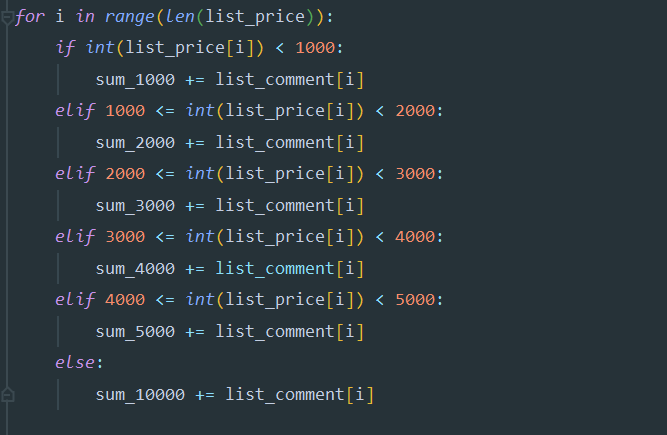 for i in range(len(list_price)):
    if int(list_price[i]) < 1000:
        sum_1000 += list_comment[i]
    elif 1000 <= int(list_price[i]) < 2000:
        sum_2000 += list_comment[i]
    elif 2000 <= int(list_price[i]) < 3000:
        sum_3000 += list_comment[i]
    elif 3000 <= int(list_price[i]) < 4000:
        sum_4000 += list_comment[i]
    elif 4000 <= int(list_price[i]) < 5000:
        sum_5000 += list_comment[i]
    else:
        sum_10000 += list_comment[i]